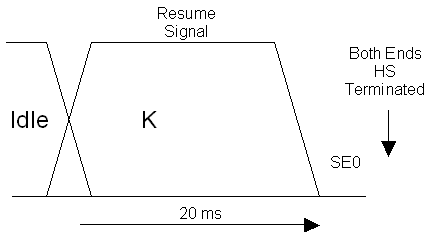 Resume
Signal
Both Ends
HS
Terminated
Idle
K
SE0
20 ms